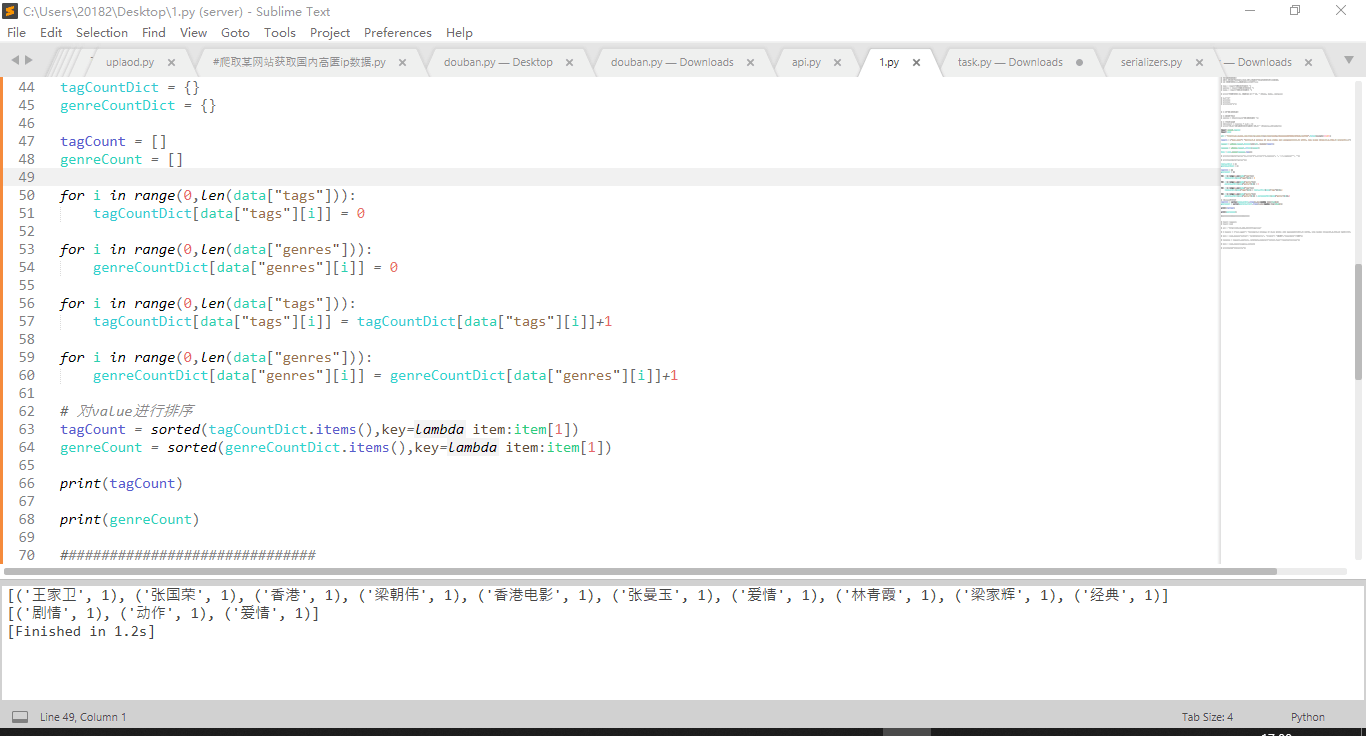 C:\Users\20182\Desktop\1.py (server) - Sublime Text
File Edit Selection Find View Goto Tools Project Preferences Help
uplaod.py × #爬取某网站获取国内高匿ip数据.py × douban.py — Desktop × douban.py — Downloads × api.py × 1.py × task.py — Downloads serializers.py × — Downloads ×
44 tagCountDict = {}
45 genreCountDict = {}
46
47 tagCount = []
48 genreCount = []
49
50 for i in range(0,len(data["tags"])):
51 tagCountDict[data["tags"][i]] = 0
52
53 for i in range(0,len(data["genres"])):
54 genreCountDict[data["genres"][i]] = 0
55
56 for i in range(0,len(data["tags"])):
57 tagCountDict[data["tags"][i]] = tagCountDict[data["tags"][i]]+1
58
59 for i in range(0,len(data["genres"])):
60 genreCountDict[data["genres"][i]] = genreCountDict[data["genres"][i]]+1
61
62 # 对value进行排序
63 tagCount = sorted(tagCountDict.items(),key=lambda item:item[1])
64 genreCount = sorted(genreCountDict.items(),key=lambda item:item[1])
65
66 print(tagCount)
67
68 print(genreCount)
69
70 ###############################
[('王家卫', 1), ('张国荣', 1), ('香港', 1), ('梁朝伟', 1), ('香港电影', 1), ('张曼玉', 1), ('爱情', 1), ('林青霞', 1), ('梁家辉', 1), ('经典', 1)]
[('剧情', 1), ('动作', 1), ('爱情', 1)]
[Finished in 1.2s]
Line 49, Column 1 Tab Size: 4 Python